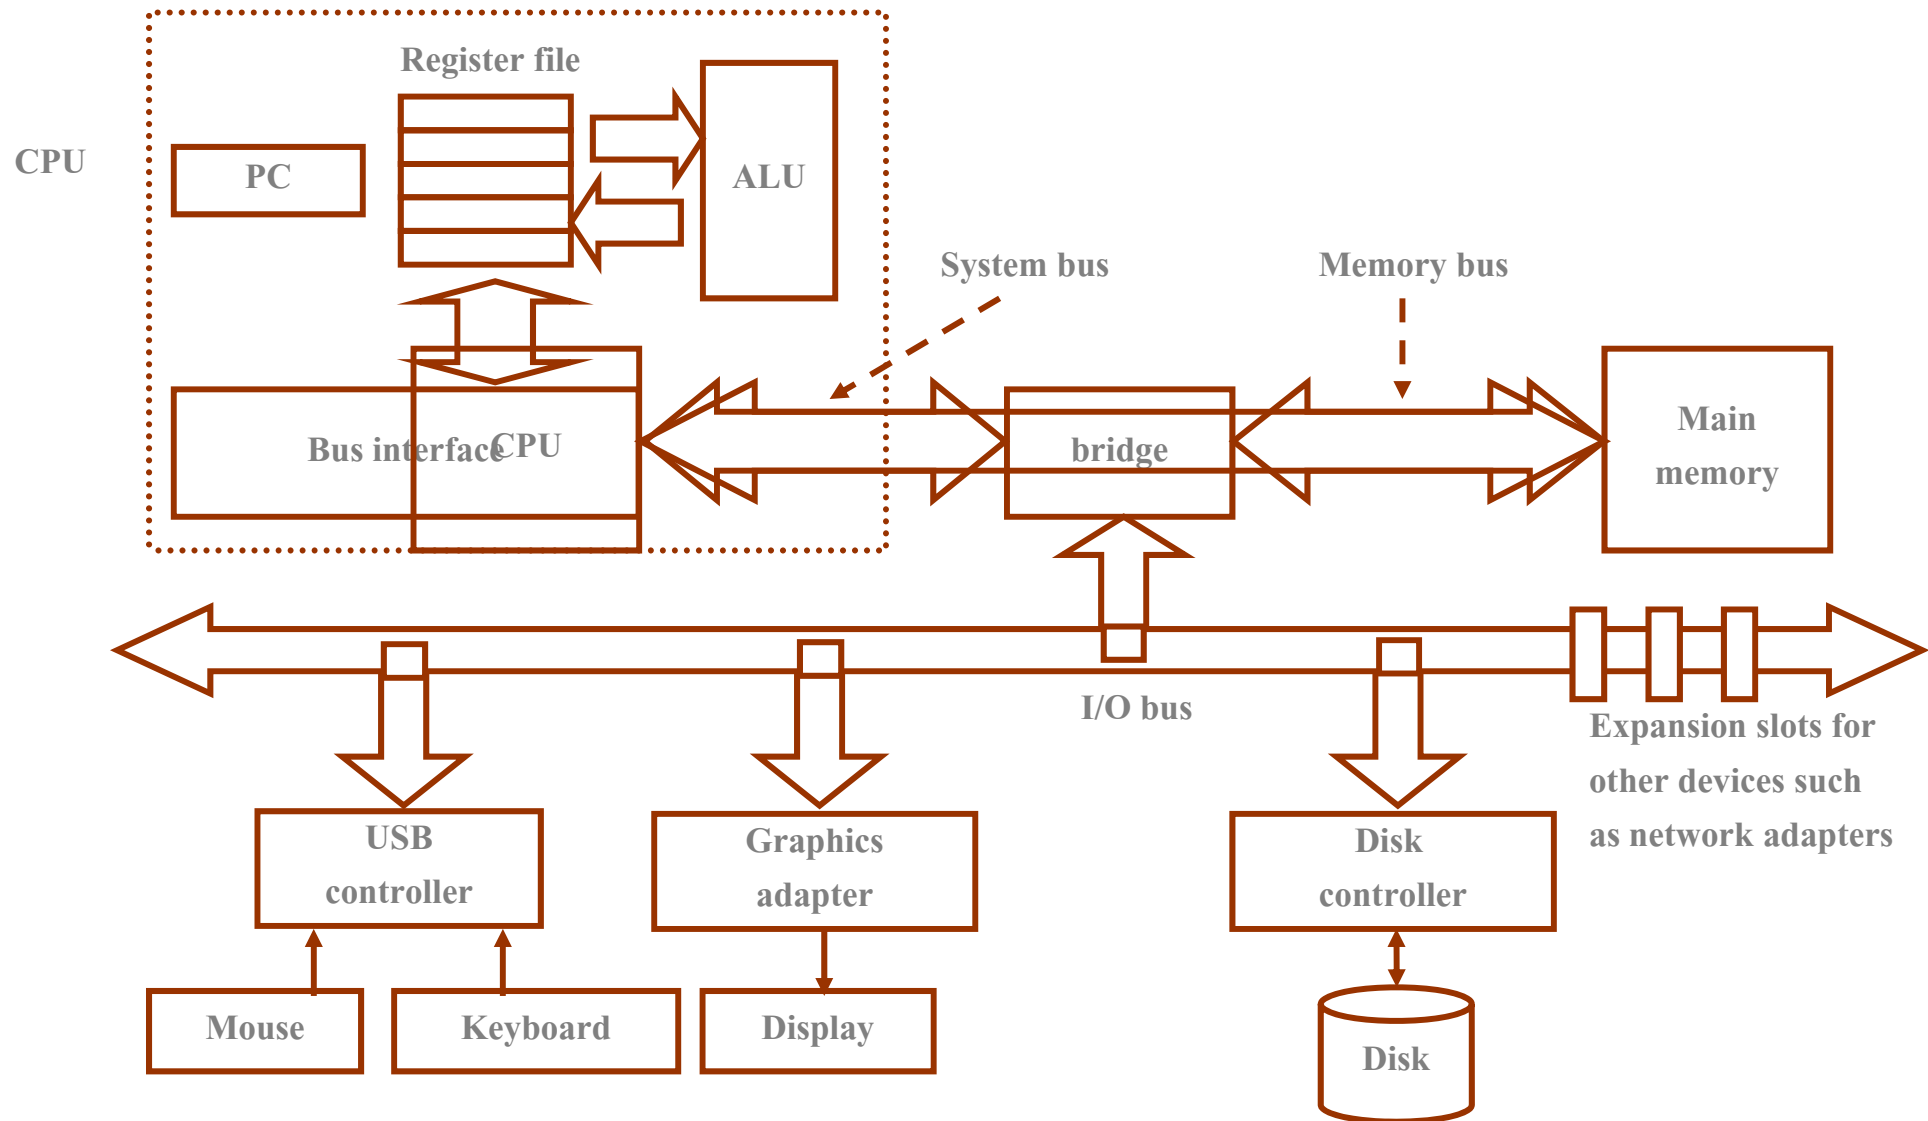 Register file
CPU
PC
ALU
System bus
Memory bus
Bus interface
CPU
bridge
Main
memory
I/O bus
Expansion slots for
other devices such
as network adapters
USB
controller
Graphics
adapter
Disk
controller
Mouse
Keyboard
Display
Disk